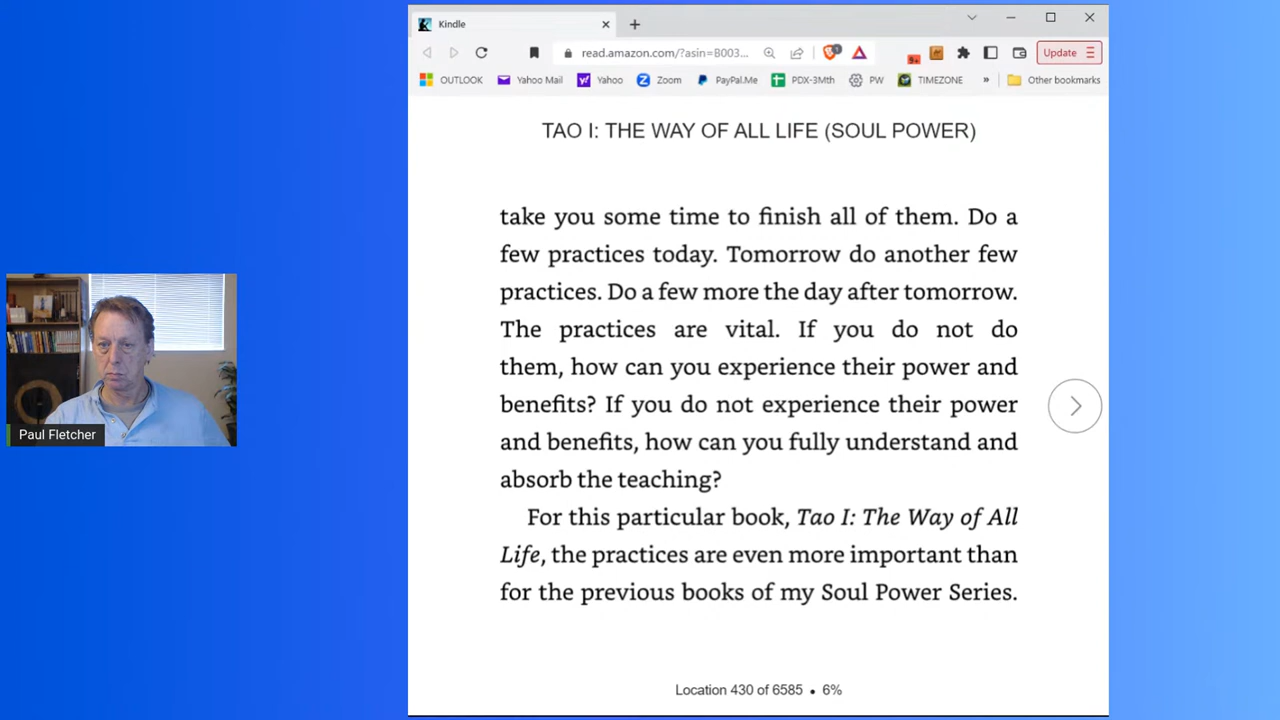 Kindle
read.amazon.com/?asin=B003...
1
9+
Update
OUTLOOK
Yahoo Mail
Yahoo
Zoom
PayPal.Me
PDX-3Mth
PW
TIMEZONE
»
Other bookmarks
TAO I: THE WAY OF ALL LIFE (SOUL POWER)
take you some time to finish all of them. Do a
few practices today. Tomorrow do another few
practices. Do a few more the day after tomorrow.
The practices are vital. If you do not do
them, how can you experience their power and
benefits? If you do not experience their power
and benefits, how can you fully understand and
absorb the teaching?
For this particular book, Tao I: The Way of All
Life, the practices are even more important than
for the previous books of my Soul Power Series.
Location 430 of 6585 • 6%
Paul Fletcher